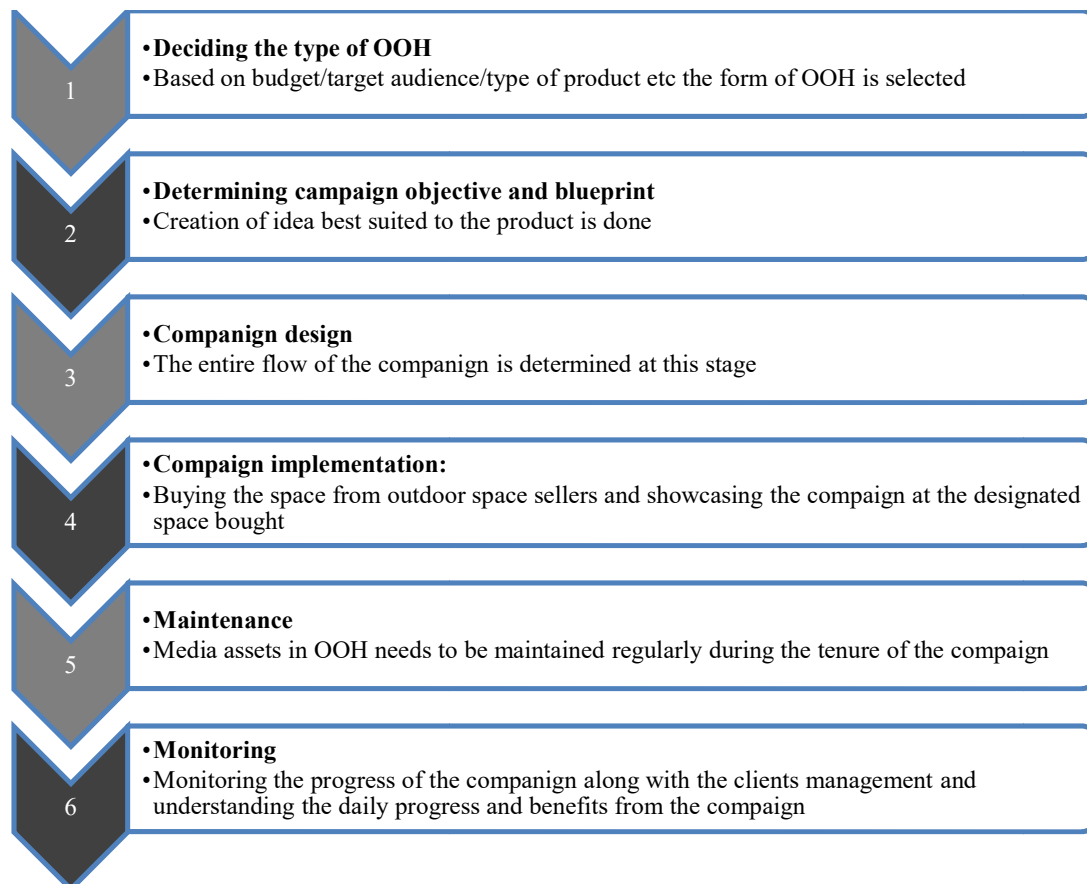 1
•Deciding the type of OOH
•Based on budget/target audience/type of product etc the form of OOH is selected
2
•Determining campaign objective and blueprint
•Creation of idea best suited to the product is done
3
•Companign design
•The entire flow of the companign is determined at this stage
4
•Compaign implementation:
•Buying the space from outdoor space sellers and showcasing the compaign at the designated
space bought
5
•Maintenance
•Media assets in OOH needs to be maintained regularly during the tenure of the compaign
6
•Monitoring
•Monitoring the progress of the companign along with the clients management and
understanding the daily progress and benefits from the compaign